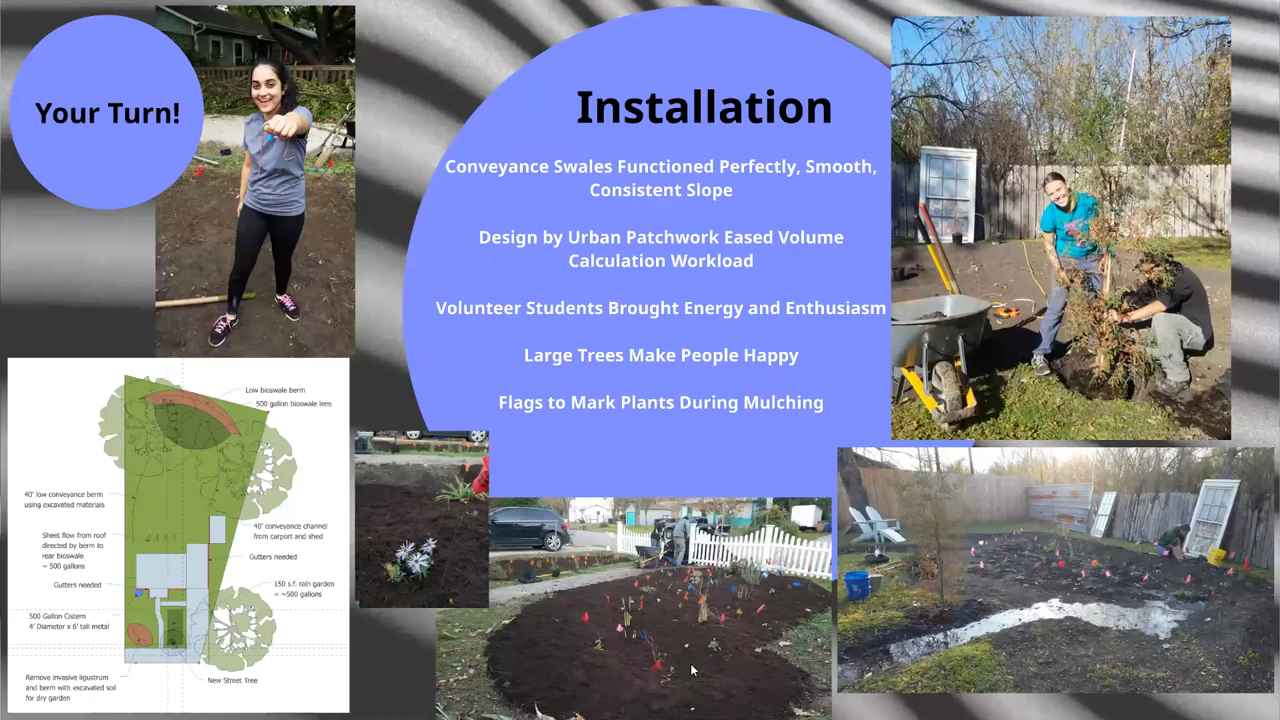 Your Turn!
Installation
Conveyance Swales Functioned Perfectly, Smooth,
Consistent Slope
Design by Urban Patchwork Eased Volume
Calculation Workload
Volunteer Students Brought Energy and Enthusiasm
Large Trees Make People Happy
Flags to Mark Plants During Mulching
Low bioswale berm
500 gallon bioswale lens
40' low conveyance berm
using excavated materials
40' conveyance channel
from carport and shed
Sheet flow from roof
directed by berm to
rear bioswale
~ 500 gallons
Gutters needed
Gutters needed
150 s.f. rain garden
= ~500 gallons
500 Gallon Cistern
4' Diameter x 6' tall metal
Remove invasive ligustrum
and berm with excavated soil
for dry garden
New Street Tree